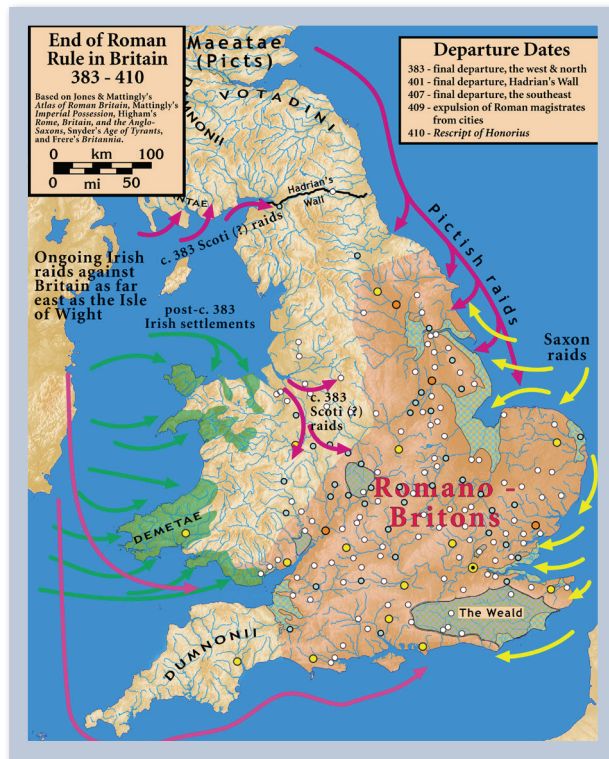 End of Roman
Rule in Britain
383 - 410
Based on Jones & Mattingly's
Atlas of Roman Britain, Mattingly's
Imperial Possession, Higham's
Rome, Britain, and the Anglo-
Saxons, Snyder's Age of Tyrants,
and Frere's Britannia.
0 km 100
0 mi 50
Maeatae
(Picts)
Departure Dates
383 - final departure, the west & north
401 - final departure, Hadrian's Wall
407 - final departure, the southeast
409 - expulsion of Roman magistrates
from cities
410 - Rescript of Honorius
VOTADINI
DUMNONII
NTAE
Hadrian's
Wall
c. 383 Scoti (?) raids
Pictish raids
Ongoing Irish
raids against
Britain as far
east as the Isle
of Wight
post-c. 383
Irish settlements
Saxon
raids
c. 383
Scoti (?)
raids
Romano -
Britons
DEMETAE
The Weald
DUMNONII